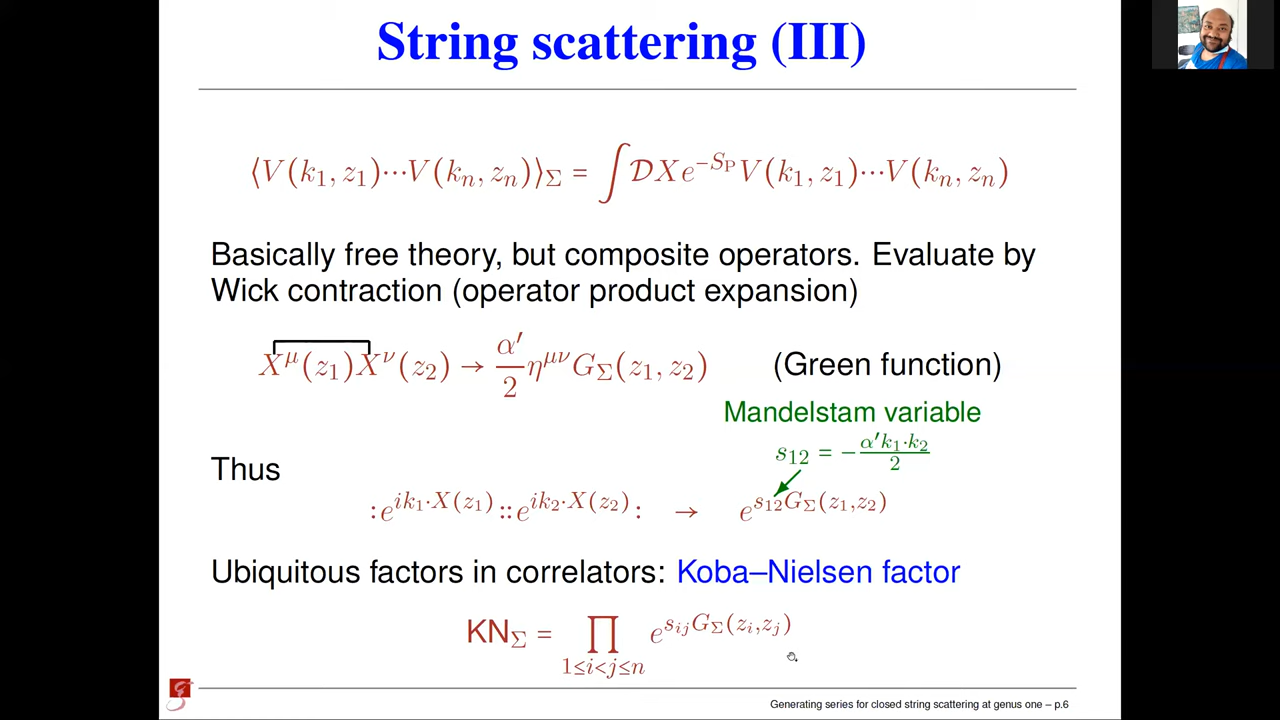 String scattering (III)
⟨V(k₁, z₁)⋯V(kₙ, zₙ)⟩_Σ = ∫ 𝒟X e^{−S_P} V(k₁, z₁)⋯V(kₙ, zₙ)
Basically free theory, but composite operators. Evaluate by
Wick contraction (operator product expansion)
X^μ(z₁)X^ν(z₂) → α′/2 η^{μν} G_Σ(z₁, z₂) (Green function)
Mandelstam variable
s₁₂ = −α′k₁·k₂/2
Thus
:e^{ik₁·X(z₁)}::e^{ik₂·X(z₂)}: → e^{s₁₂G_Σ(z₁,z₂)}
Ubiquitous factors in correlators: Koba–Nielsen factor
KN_Σ = ∏_{1≤i<j≤n} e^{s_{ij}G_Σ(z_i,z_j)}
Generating series for closed string scattering at genus one – p.6